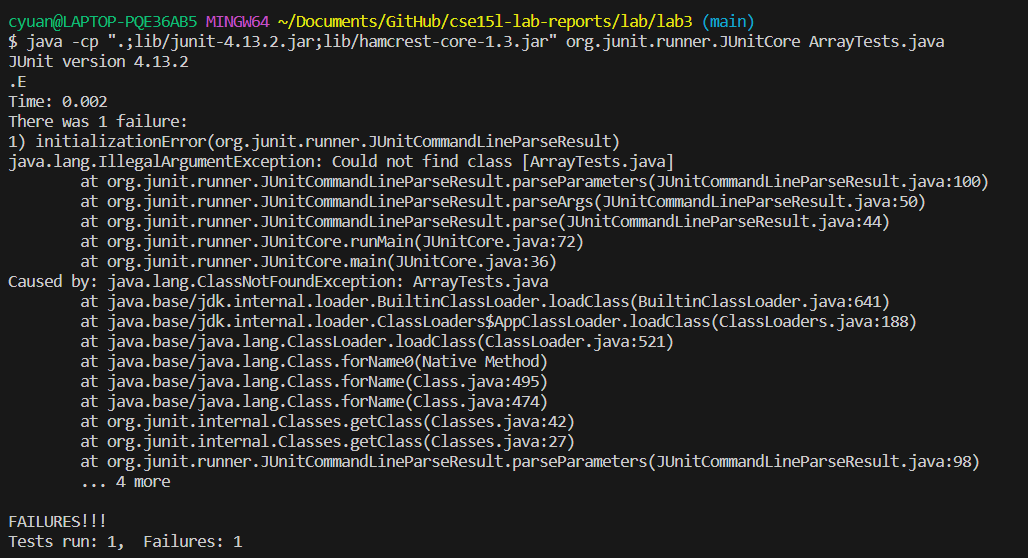 cyuan@LAPTOP-PQE36AB5 MINGW64 ~/Documents/GitHub/cse15l-lab-reports/lab/lab3 (main)
$ java -cp ".;lib/junit-4.13.2.jar;lib/hamcrest-core-1.3.jar" org.junit.runner.JUnitCore ArrayTests.java
JUnit version 4.13.2
.E
Time: 0.002
There was 1 failure:
1) initializationError(org.junit.runner.JUnitCommandLineParseResult)
java.lang.IllegalArgumentException: Could not find class [ArrayTests.java]
        at org.junit.runner.JUnitCommandLineParseResult.parseParameters(JUnitCommandLineParseResult.java:100)
        at org.junit.runner.JUnitCommandLineParseResult.parseArgs(JUnitCommandLineParseResult.java:50)
        at org.junit.runner.JUnitCommandLineParseResult.parse(JUnitCommandLineParseResult.java:44)
        at org.junit.runner.JUnitCore.runMain(JUnitCore.java:72)
        at org.junit.runner.JUnitCore.main(JUnitCore.java:36)
Caused by: java.lang.ClassNotFoundException: ArrayTests.java
        at java.base/jdk.internal.loader.BuiltinClassLoader.loadClass(BuiltinClassLoader.java:641)
        at java.base/jdk.internal.loader.ClassLoaders$AppClassLoader.loadClass(ClassLoaders.java:188)
        at java.base/java.lang.ClassLoader.loadClass(ClassLoader.java:521)
        at java.base/java.lang.Class.forName0(Native Method)
        at java.base/java.lang.Class.forName(Class.java:495)
        at java.base/java.lang.Class.forName(Class.java:474)
        at org.junit.internal.Classes.getClass(Classes.java:42)
        at org.junit.internal.Classes.getClass(Classes.java:27)
        at org.junit.runner.JUnitCommandLineParseResult.parseParameters(JUnitCommandLineParseResult.java:98)
        ... 4 more

FAILURES!!!
Tests run: 1,  Failures: 1